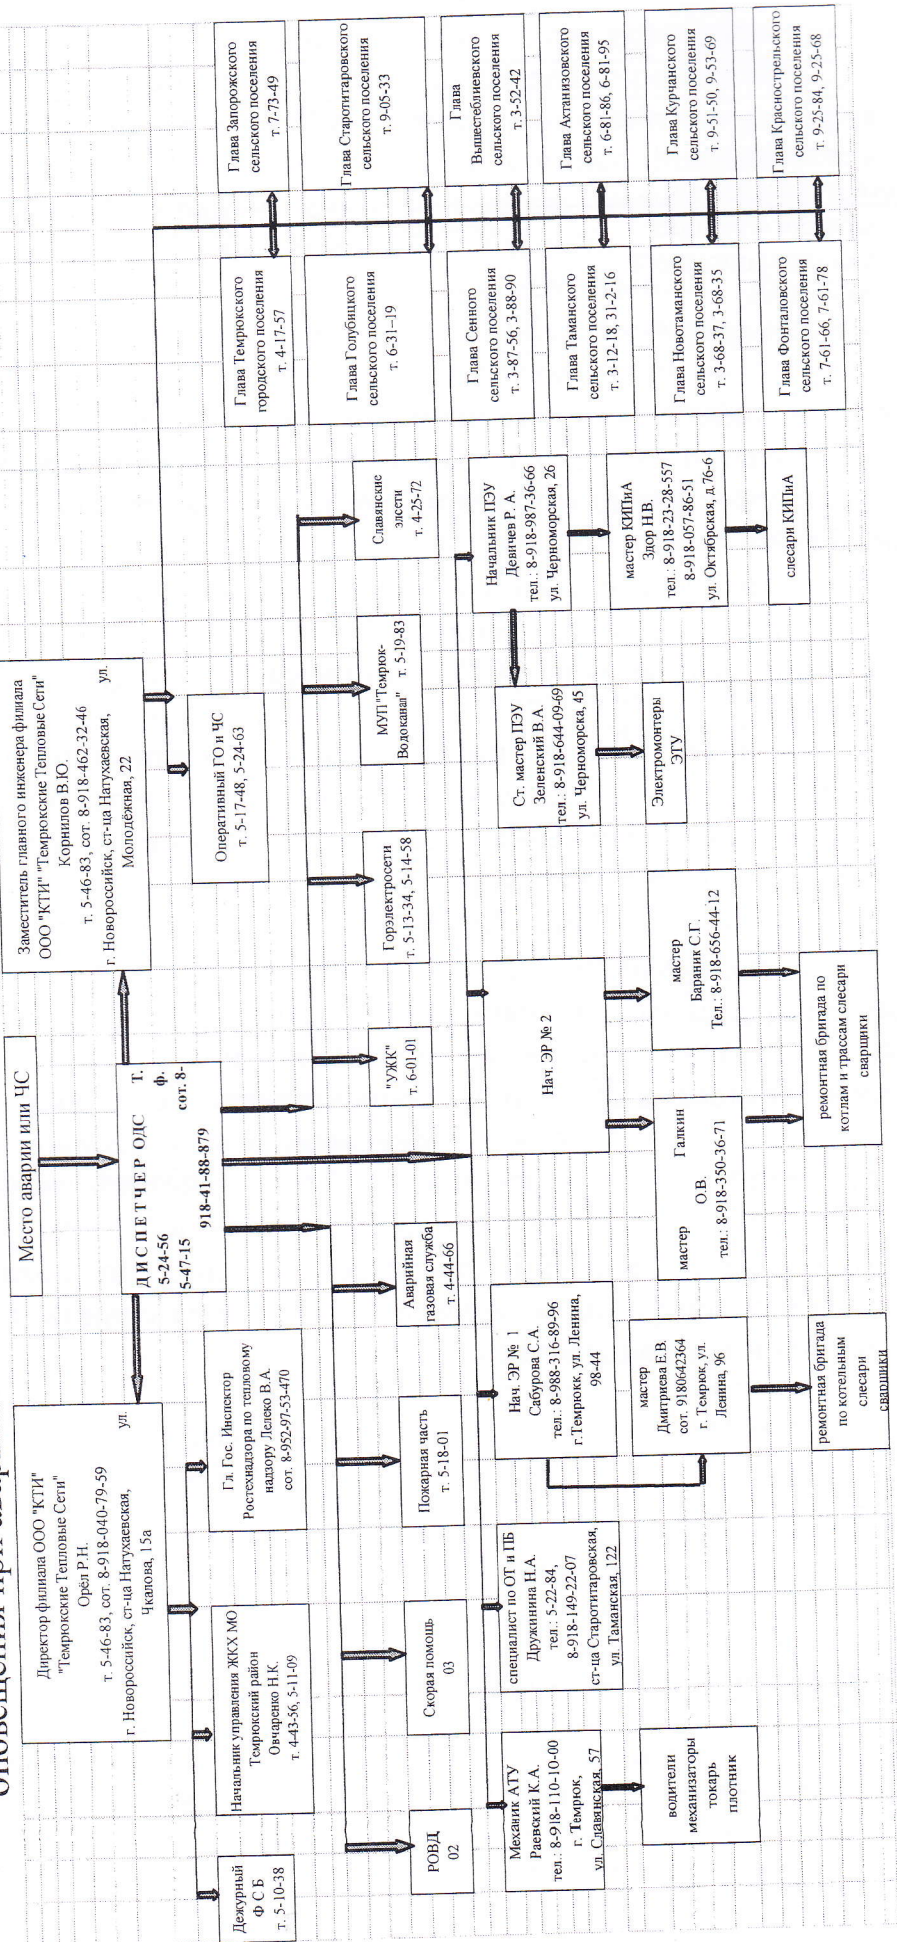 оповещения при авар
Место аварии или ЧС
ДИСПЕТЧЕР ОДС Т.
5-24-56 ф.
5-47-15 сот. 8-
918-41-88-879
Директор филиала ООО "КТИ"
"Темрюкские Тепловые Сети"
Орёл Р.Н.
т. 5-46-83, сот. 8-918-040-79-59
г. Новороссийск, ст-ца Натухаевская, ул.
Чкалова, 15а
Заместитель главного инженера филиала
ООО "КТИ" "Темрюкские Тепловые Сети"
Корнилов В.Ю.
т. 5-46-83, сот. 8-918-462-32-46
г. Новороссийск, ст-ца Натухаевская, ул.
Молодёжная, 22
Дежурный
Ф С Б
т. 5-10-38
Начальник управления ЖКХ МО
Темрюкский район
Овчаренко Н.К.
т. 4-43-56, 5-11-09
Гл. Гос. Инспектор
Ростехнадзора по тепловому
надзору Лелеко В.А
сот. 8-952-97-53-470
Оперативный ГО и ЧС
т. 5-17-48, 5-24-63
Глава Темрюкского
городского поселения
т. 4-17-57
Глава Запорожского
сельского поселения
т. 7-73-49
Глава Голубицкого
сельского поселения
т. 6-31-19
Глава Старотитаровского
сельского поселения
т. 9-05-33
Глава Сенного
сельского поселения
т. 3-87-56, 3-88-90
Глава
Вышестеблиевского
сельского поселения
т. 3-52-42
Глава Таманского
сельского поселения
т. 3-12-18, 31-2-16
Глава Ахтанизовского
сельского поселения
т. 6-81-86, 6-81-95
Глава Новотаманского
сельского поселения
т. 3-68-37, 3-68-35
Глава Курчанского
сельского поселения
т. 9-51-50, 9-53-69
Глава Фонталовского
сельского поселения
т. 7-61-66, 7-61-78
Глава Краснострельского
сельского поселения
т. 9-25-84, 9-25-68
РОВД
02
Скорая помощь
03
Пожарная часть
т. 5-18-01
Аварийная
газовая служба
т. 4-44-66
"УЖК"
т. 6-01-01
Горэлектросети
т. 5-13-34, 5-14-58
МУП "Темрюк-
Водоканал" т. 5-19-83
Славянские
элсети
т. 4-25-72
Механик АТУ
Раевский К.А.
тел.: 8-918-110-10-00
г. Темрюк,
ул. Славянская, 57
специалист по ОТ и ПБ
Дружинина Н.А.
тел.: 5-22-84,
8-918-149-22-07
ст-ца Старотитаровская,
ул. Таманская, 122
Нач. ЭР № 1
Сабурова С.А.
тел.: 8-988-316-89-96
г.Темрюкк, ул. Ленина,
98-44
Нач. ЭР № 2
Ст. мастер ПЭУ
Зеленский В.А.
тел.: 8-918-644-09-69
ул. Черноморска, 45
Начальник ПЭУ
Девичев Р. А.
тел.: 8-918-987-36-66
ул. Черноморская, 26
водители
механизаторы
токарь
плотник
мастер
Дмитриева Е.В.
сот. 9180642364
г. Темрюк, ул.
Ленина, 96
мастер Галкин
О.В.
тел.: 8-918-350-36-71
мастер
Бараник С.Г.
Тел.: 8-918-656-44-12
Электромонтеры
ЭТУ
мастер КИПиА
Здор Н.В.
тел.: 8-918-23-28-557
8-918-057-86-51
ул. Октябрская, д.76-6
ремонтная бригада
по котельным
слесари
сварщики
ремонтная бригада по
котлам и трассам слесари
сварщики
слесари КИПиА